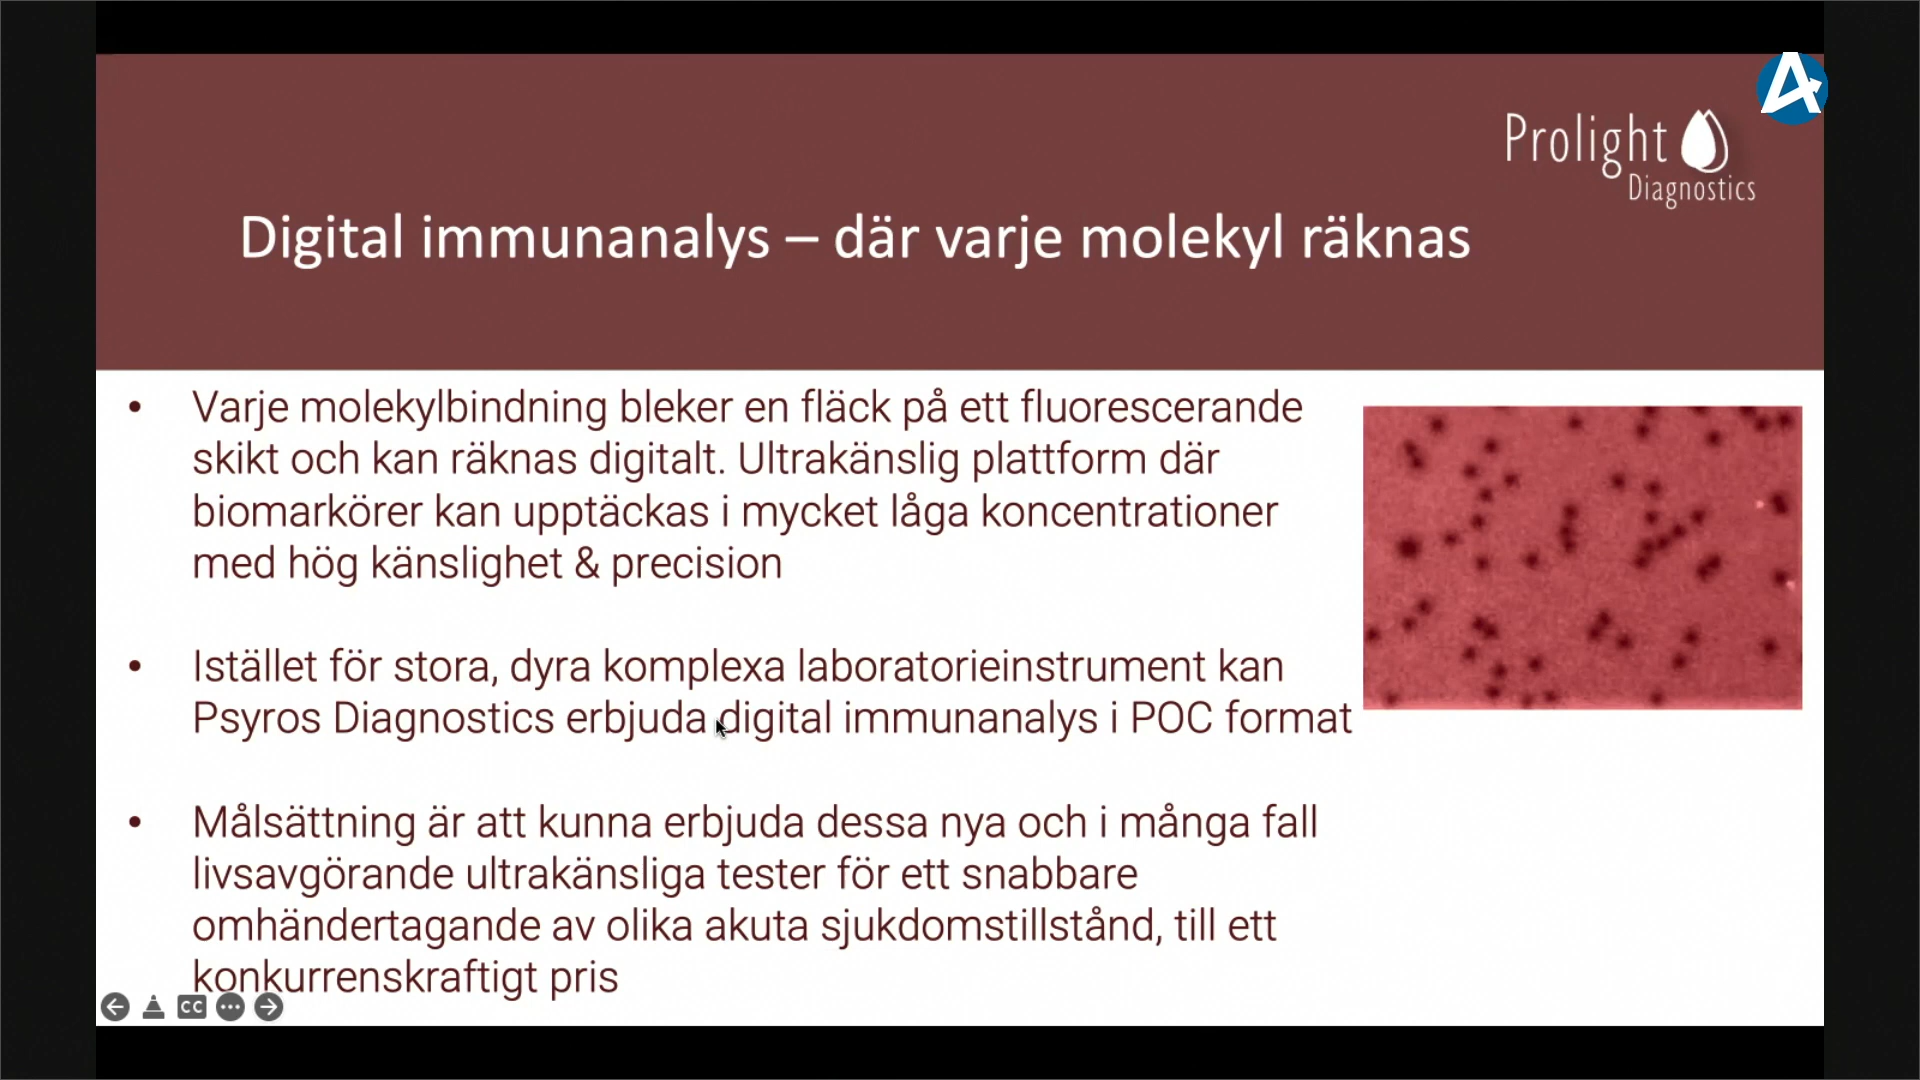 Prolight
Diagnostics
Digital immunanalys – där varje molekyl räknas
• Varje molekylbindning bleker en fläck på ett fluorescerande
skikt och kan räknas digitalt. Ultrakänslig plattform där
biomarkörer kan upptäckas i mycket låga koncentrationer
med hög känslighet & precision
• Istället för stora, dyra komplexa laboratorieinstrument kan
Psyros Diagnostics erbjuda digital immunanalys i POC format
• Målsättning är att kunna erbjuda dessa nya och i många fall
livsavgörande ultrakänsliga tester för ett snabbare
omhändertagande av olika akuta sjukdomstillstånd, till ett
konkurrenskraftigt pris
CC